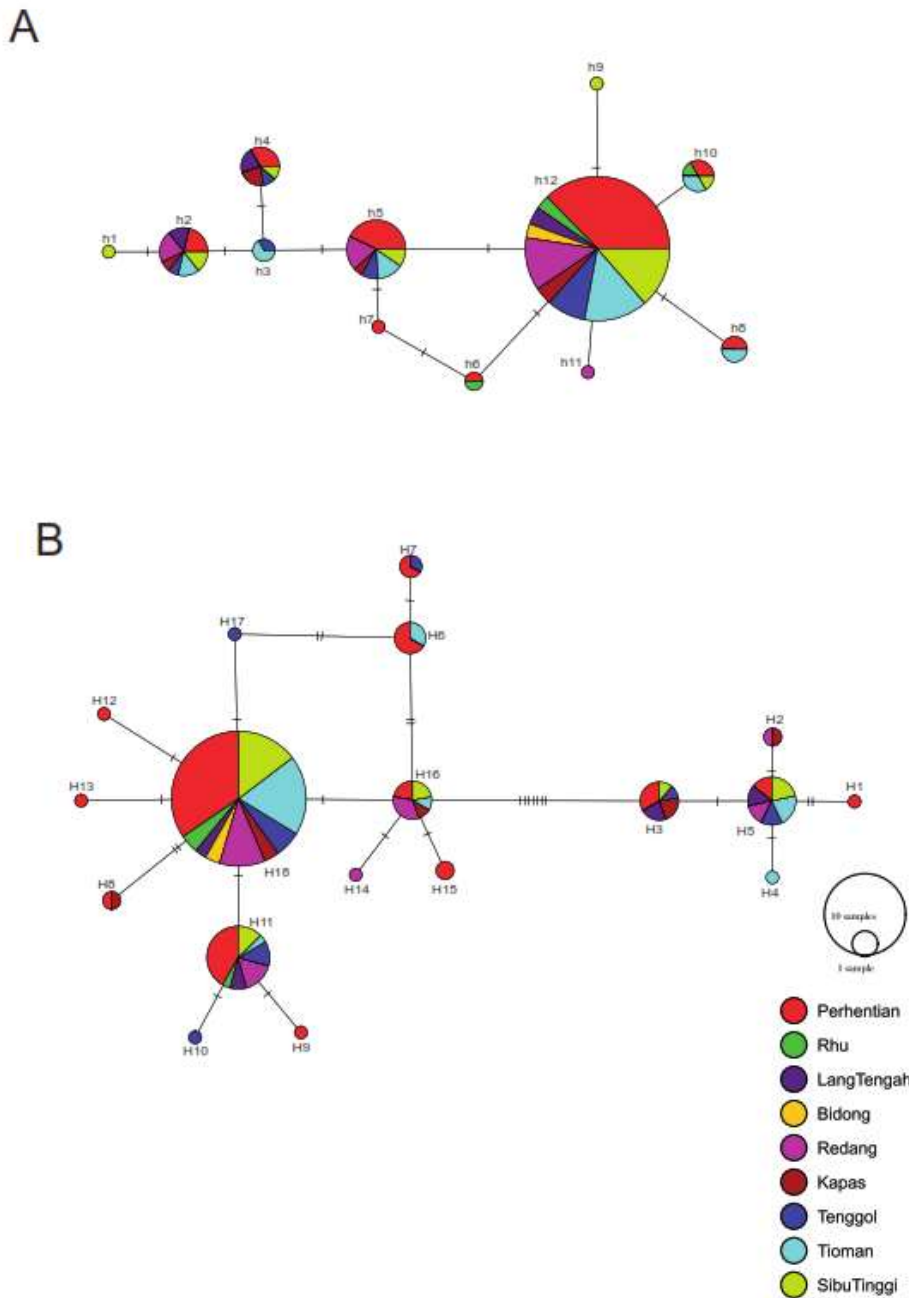 A
h9
h4
h10
h12
h5
h2
h1
h3
h7
h8
h6
h11
B
H7
H17
H6
H12
H2
H16
H13
H1
H3
H5
H18
H14
H15
H4
H8
H11
10 samples
1 sample
H10
H9
Perhentian
Rhu
LangTengah
Bidong
Redang
Kapas
Tenggol
Tioman
SibuTinggi